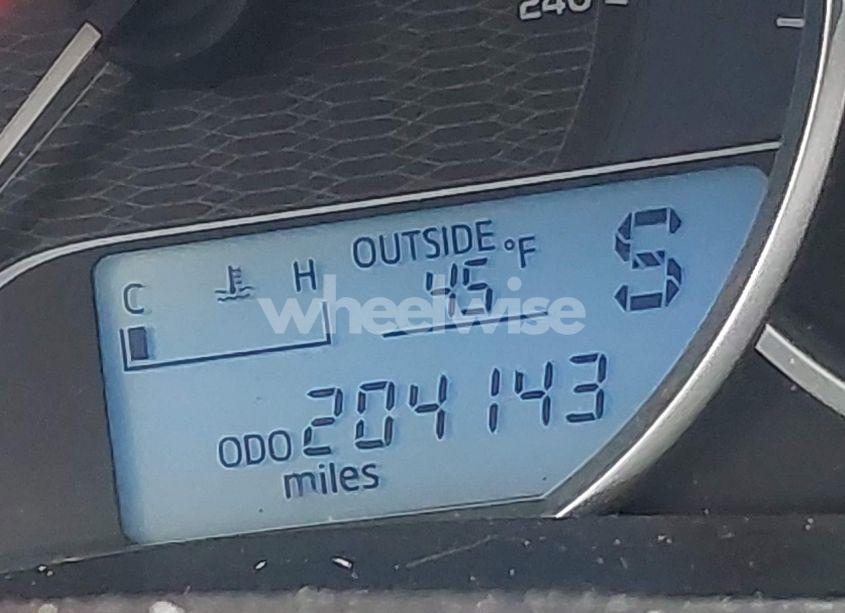 240
OUTSIDE °F
C H 45 S
wheelwise
ODO 204143
miles